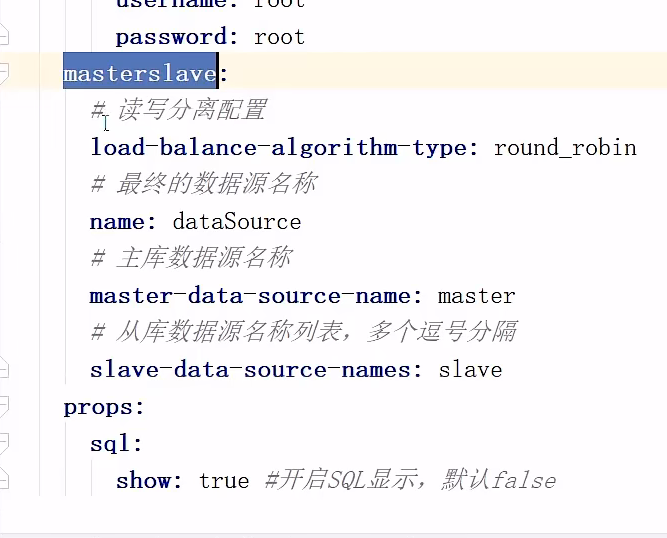 username: root
password: root
masterslave:
# 读写分离配置
load-balance-algorithm-type: round_robin
# 最终的数据源名称
name: dataSource
# 主库数据源名称
master-data-source-name: master
# 从库数据源名称列表，多个逗号分隔
slave-data-source-names: slave
props:
sql:
show: true #开启SQL显示，默认false